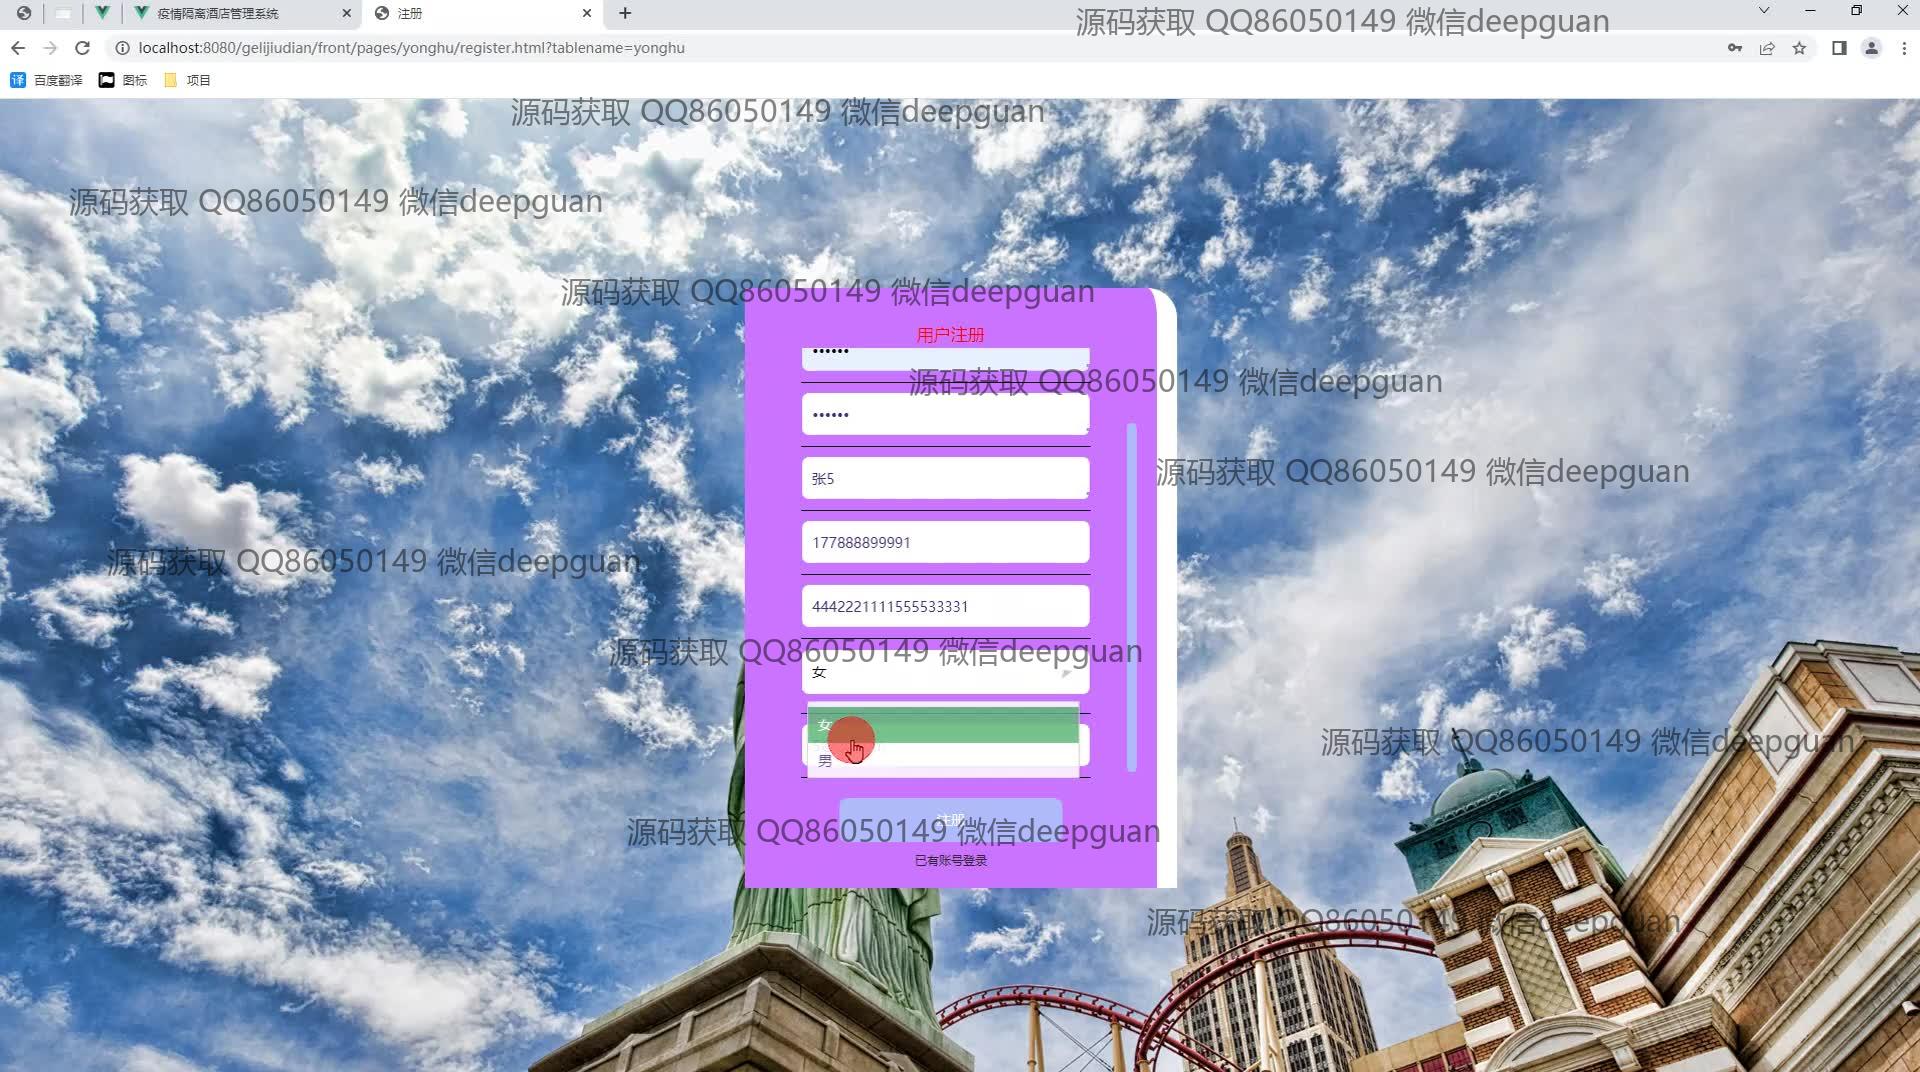 疫情隔离酒店管理系统
注册
源码获取 QQ86050149 微信deepguan
localhost:8080/gelijiudian/front/pages/yonghu/register.html?tablename=yonghu
译 百度翻译
图标
项目
源码获取 QQ86050149 微信deepguan
源码获取 QQ86050149 微信deepguan
源码获取 QQ86050149 微信deepguan
用户注册
••••••
源码获取 QQ86050149 微信deepguan
••••••
源码获取 QQ86050149 微信deepguan
张5
177888899991
源码获取 QQ86050149 微信deepguan
4442221111555533331
源码获取 QQ86050149 微信deepguan
女
女
源码获取 QQ86050149 微信deepguan
男
注册
源码获取 QQ86050149 微信deepguan
已有账号登录
源码获取 QQ86050149 微信deepguan